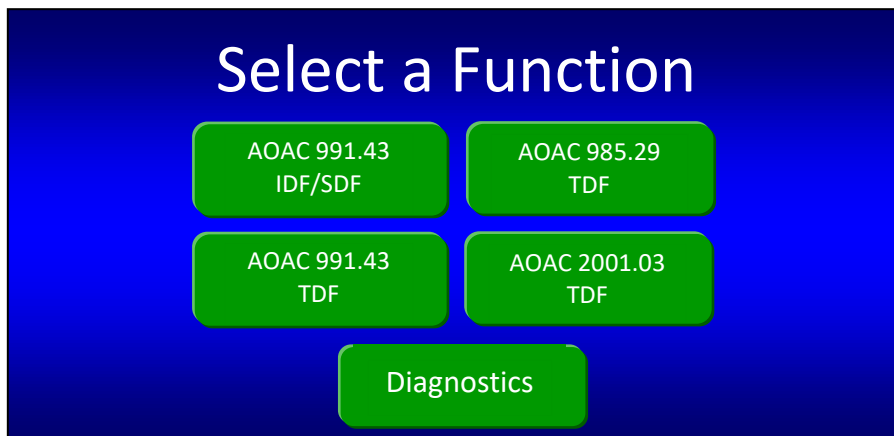 Select a Function
AOAC 991.43
IDF/SDF
AOAC 985.29
TDF
AOAC 991.43
TDF
AOAC 2001.03
TDF
Diagnostics